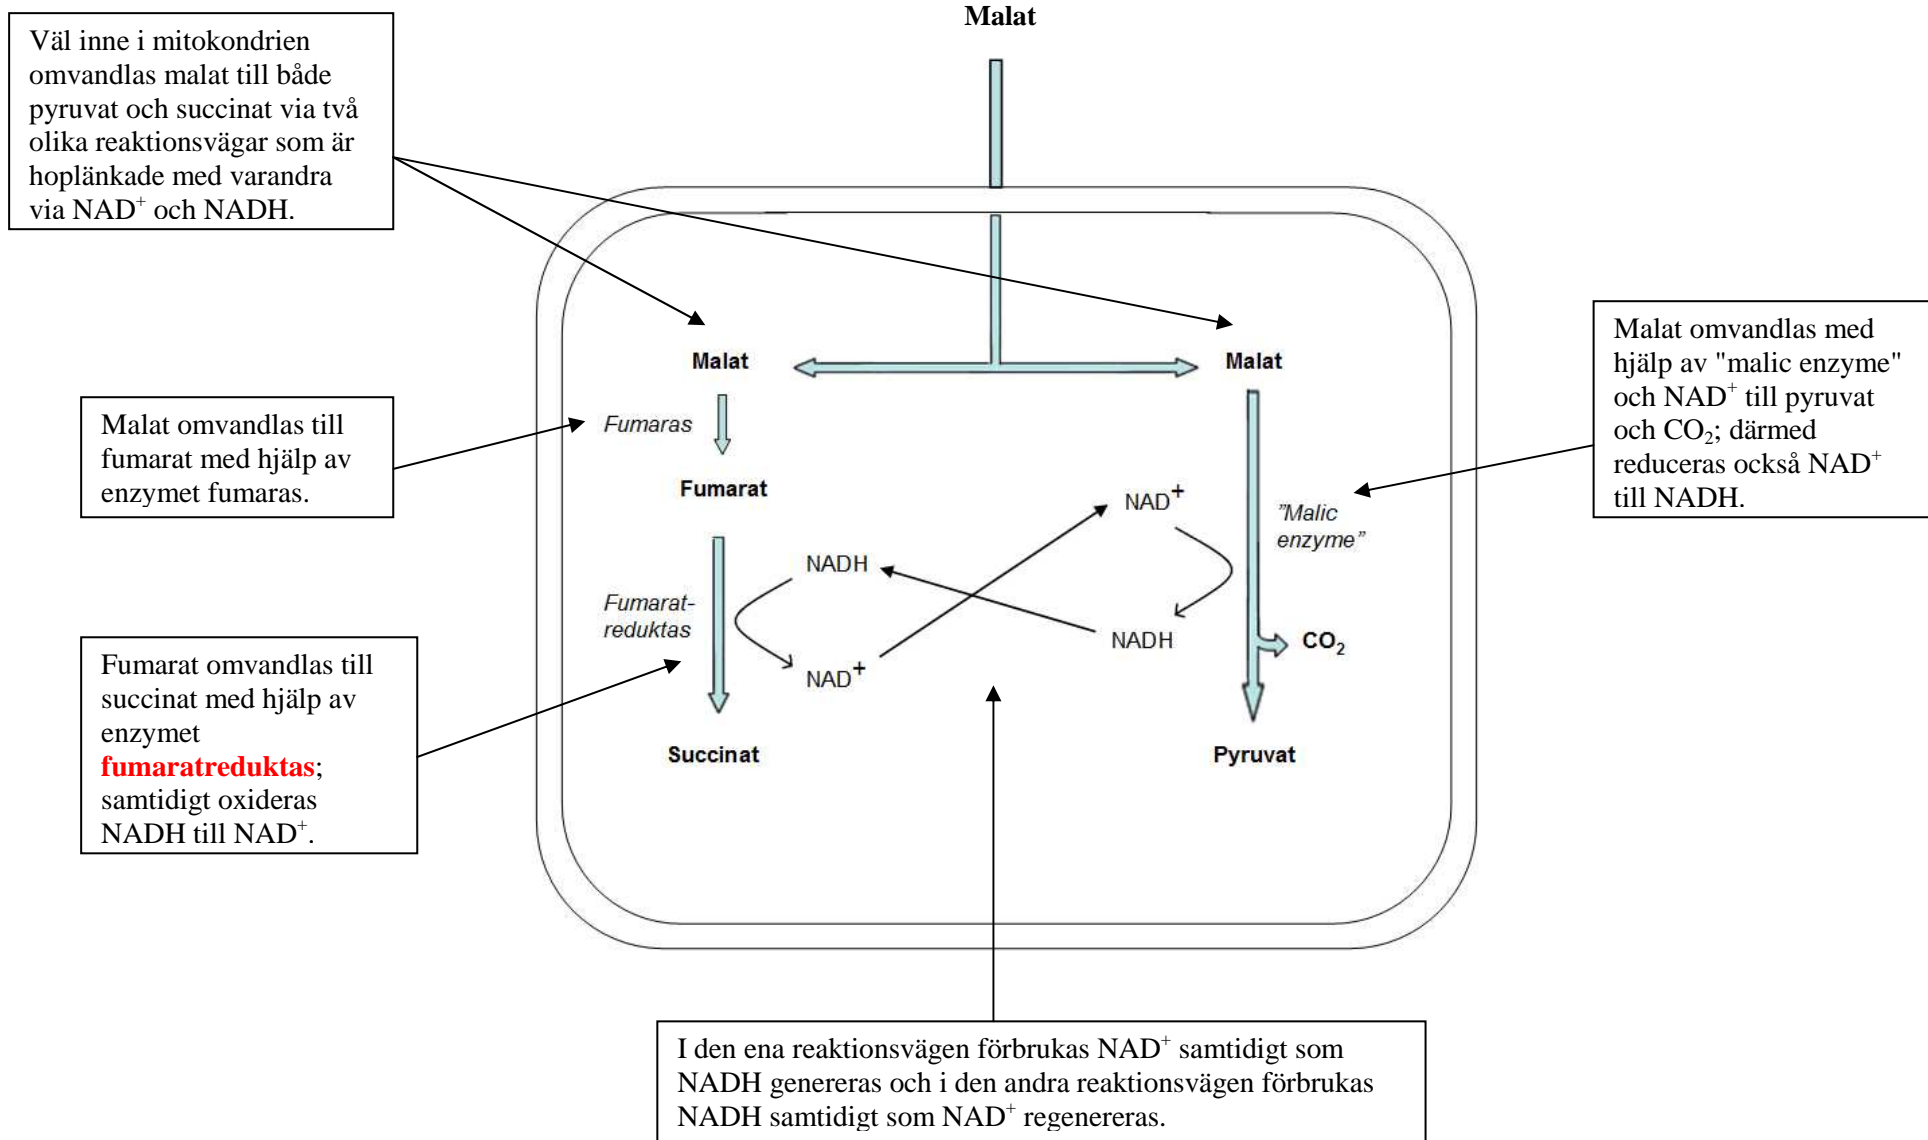 Malat
Väl inne i mitokondrien
omvandlas malat till både
pyruvat och succinat via två
olika reaktionsvägar som är
hoplänkade med varandra
via NAD⁺ och NADH.
Malat
Malat
Malat omvandlas med
hjälp av "malic enzyme"
och NAD⁺ till pyruvat
och CO₂; därmed
reduceras också NAD⁺
till NADH.
Malat omvandlas till
fumarat med hjälp av
enzymet fumaras.
Fumaras
Fumarat
NAD⁺
”Malic
enzyme”
NADH
Fumarat-
reduktas
NADH
CO₂
NAD⁺
Fumarat omvandlas till
succinat med hjälp av
enzymet
fumaratreduktas;
samtidigt oxideras
NADH till NAD⁺.
Succinat
Pyruvat
I den ena reaktionsvägen förbrukas NAD⁺ samtidigt som
NADH genereras och i den andra reaktionsvägen förbrukas
NADH samtidigt som NAD⁺ regenereras.